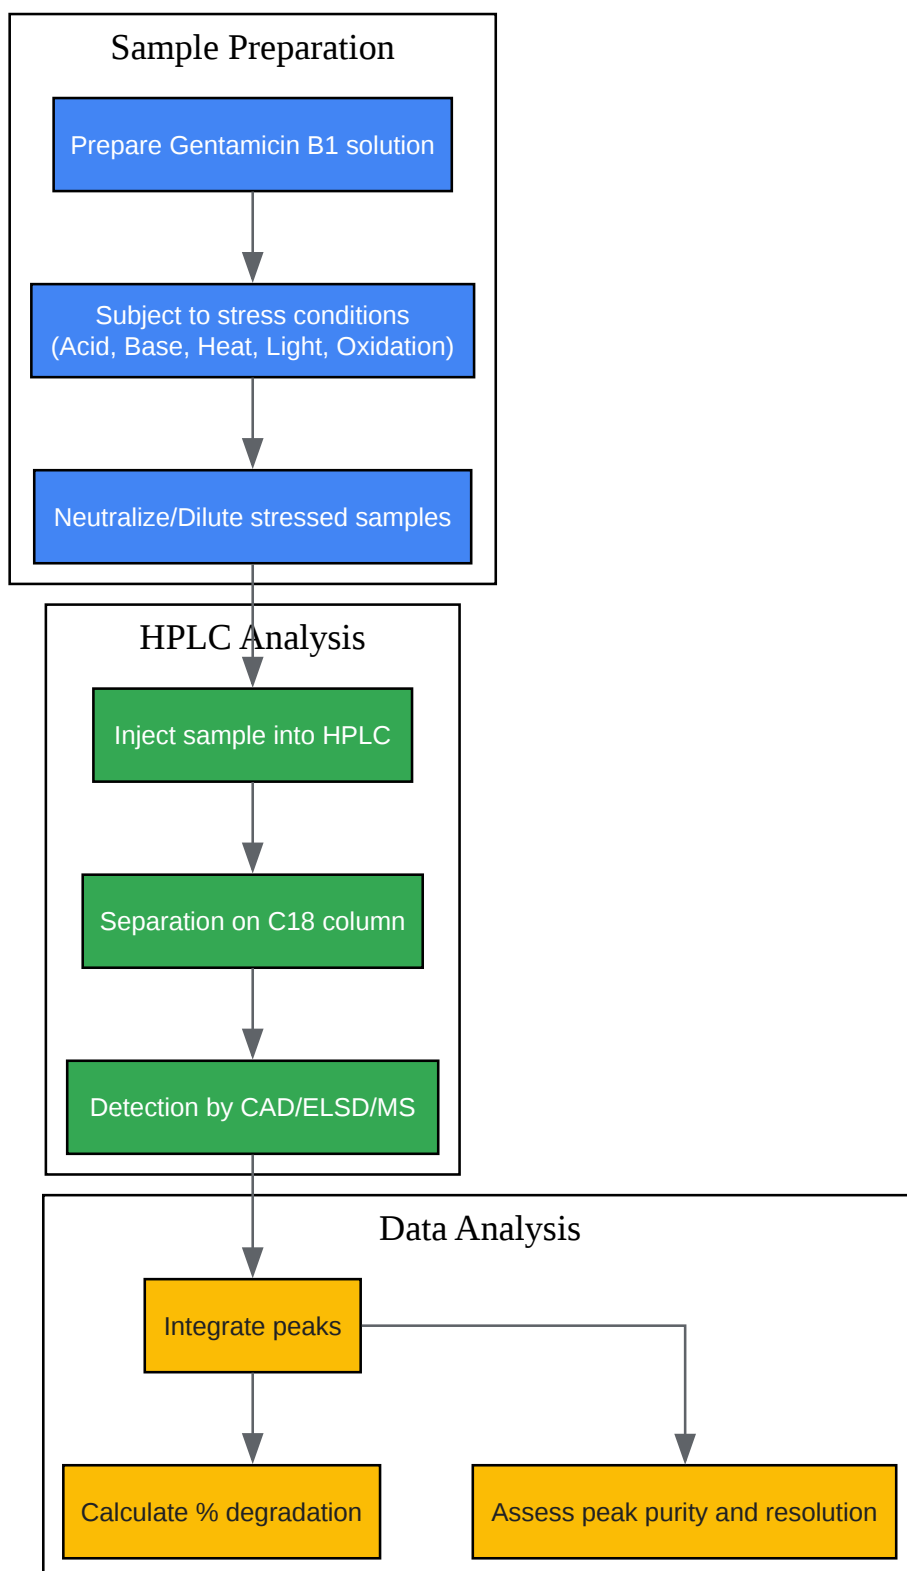 Sample Preparation
Prepare Gentamicin B1 solution
Subject to stress conditions
(Acid, Base, Heat, Light, Oxidation)
Neutralize/Dilute stressed samples
HPLC Analysis
Inject sample into HPLC
Separation on C18 column
Detection by CAD/ELSD/MS
Data Analysis
Integrate peaks
Calculate % degradation
Assess peak purity and resolution